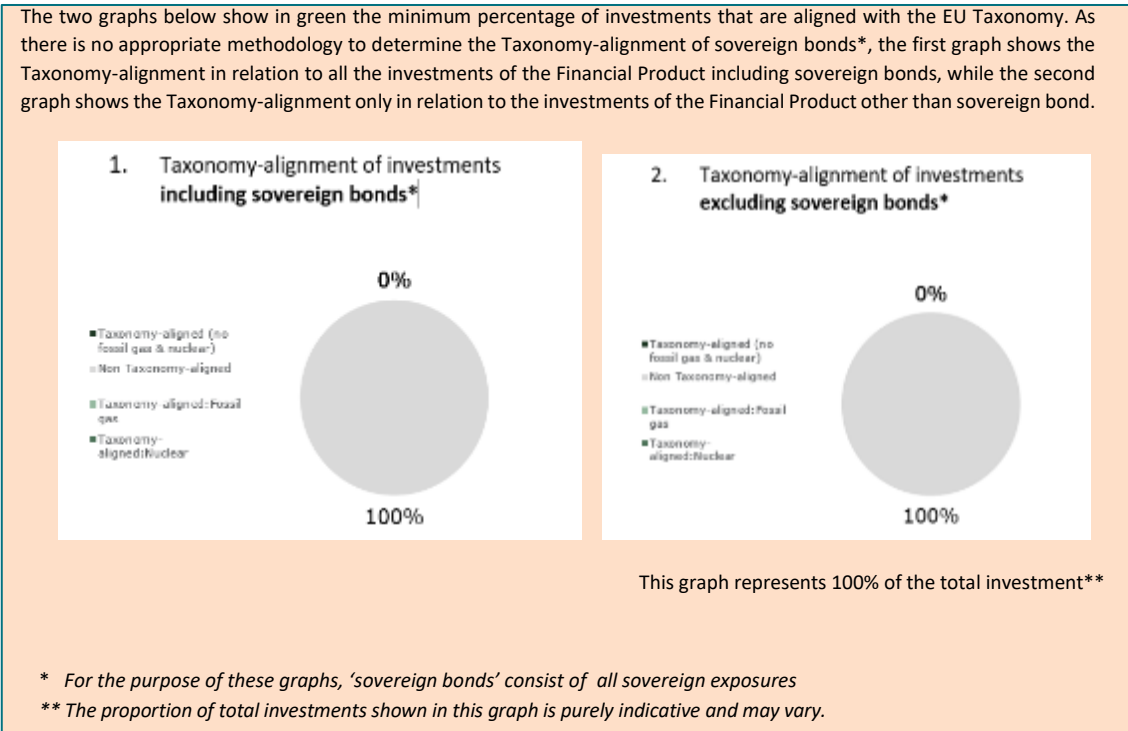 The two graphs below show in green the minimum percentage of investments that are aligned with the EU Taxonomy. As
there is no appropriate methodology to determine the Taxonomy-alignment of sovereign bonds*, the first graph shows the
Taxonomy-alignment in relation to all the investments of the Financial Product including sovereign bonds, while the second
graph shows the Taxonomy-alignment only in relation to the investments of the Financial Product other than sovereign bond.
1. Taxonomy-alignment of investments
including sovereign bonds*
0%
Taxonomy-aligned (no
fossil gas & nuclear)
Non Taxonomy-aligned
Taxonomy-aligned:Fossil
gas
Taxonomy-
aligned:Nuclear
100%
2. Taxonomy-alignment of investments
excluding sovereign bonds*
0%
Taxonomy-aligned (no
fossil gas & nuclear)
Non Taxonomy-aligned
Taxonomy-aligned:Fossil
gas
Taxonomy-
aligned:Nuclear
100%
This graph represents 100% of the total investment**
* For the purpose of these graphs, ‘sovereign bonds’ consist of all sovereign exposures
** The proportion of total investments shown in this graph is purely indicative and may vary.